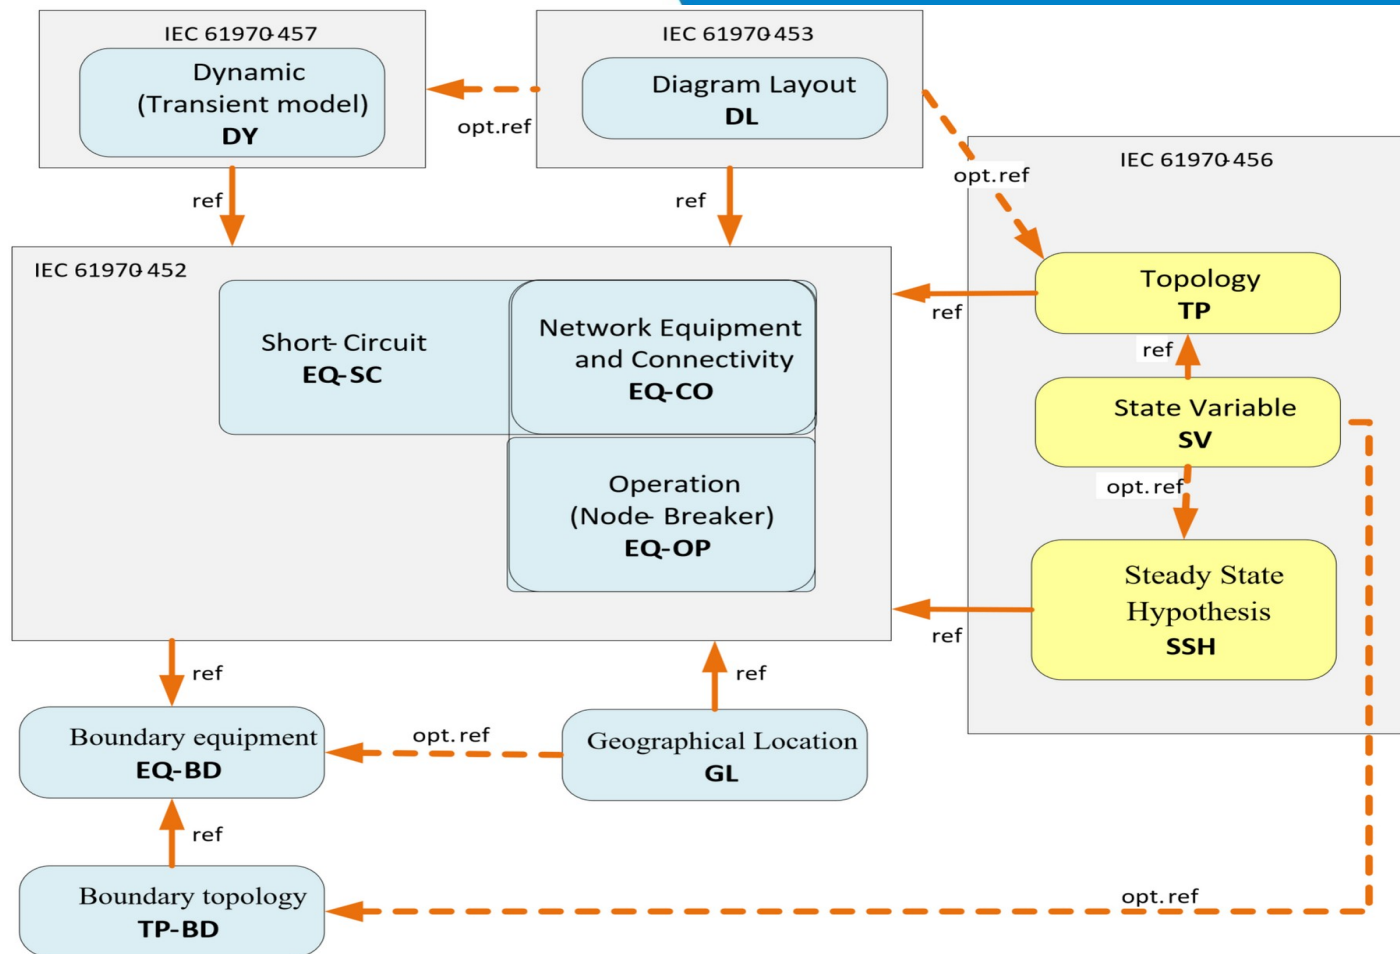 IEC 61970-457
Dynamic
(Transient model)
DY
opt.ref
IEC 61970-453
Diagram Layout
DL
opt.ref
IEC 61970-456
ref
ref
IEC 61970-452
Short-Circuit
EQ-SC
Network Equipment
and Connectivity
EQ-CO
Operation
(Node-Breaker)
EQ-OP
ref
Topology
TP
ref
State Variable
SV
opt.ref
Steady State
Hypothesis
SSH
ref
ref
ref
Boundary equipment
EQ-BD
opt.ref
Geographical Location
GL
ref
Boundary topology
TP-BD
opt.ref